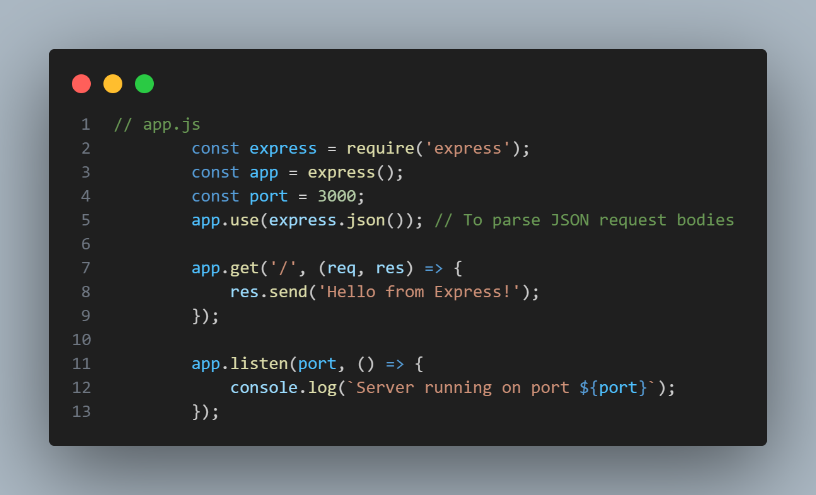 1 // app.js
2 const express = require('express');
3 const app = express();
4 const port = 3000;
5 app.use(express.json()); // To parse JSON request bodies
6
7 app.get('/', (req, res) => {
8 res.send('Hello from Express!');
9 });
10
11 app.listen(port, () => {
12 console.log(`Server running on port ${port}`);
13 });